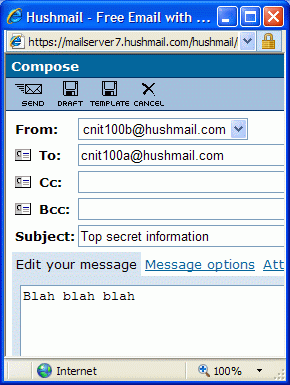 Hushmail - Free Email with ...
https://mailserver7.hushmail.com/hushmail/
Compose
SEND DRAFT TEMPLATE CANCEL
From: cnit100b@hushmail.com
To: cnit100a@hushmail.com
Cc:
Bcc:
Subject: Top secret information
Edit your message Message options Att
Blah blah blah
Internet 100%